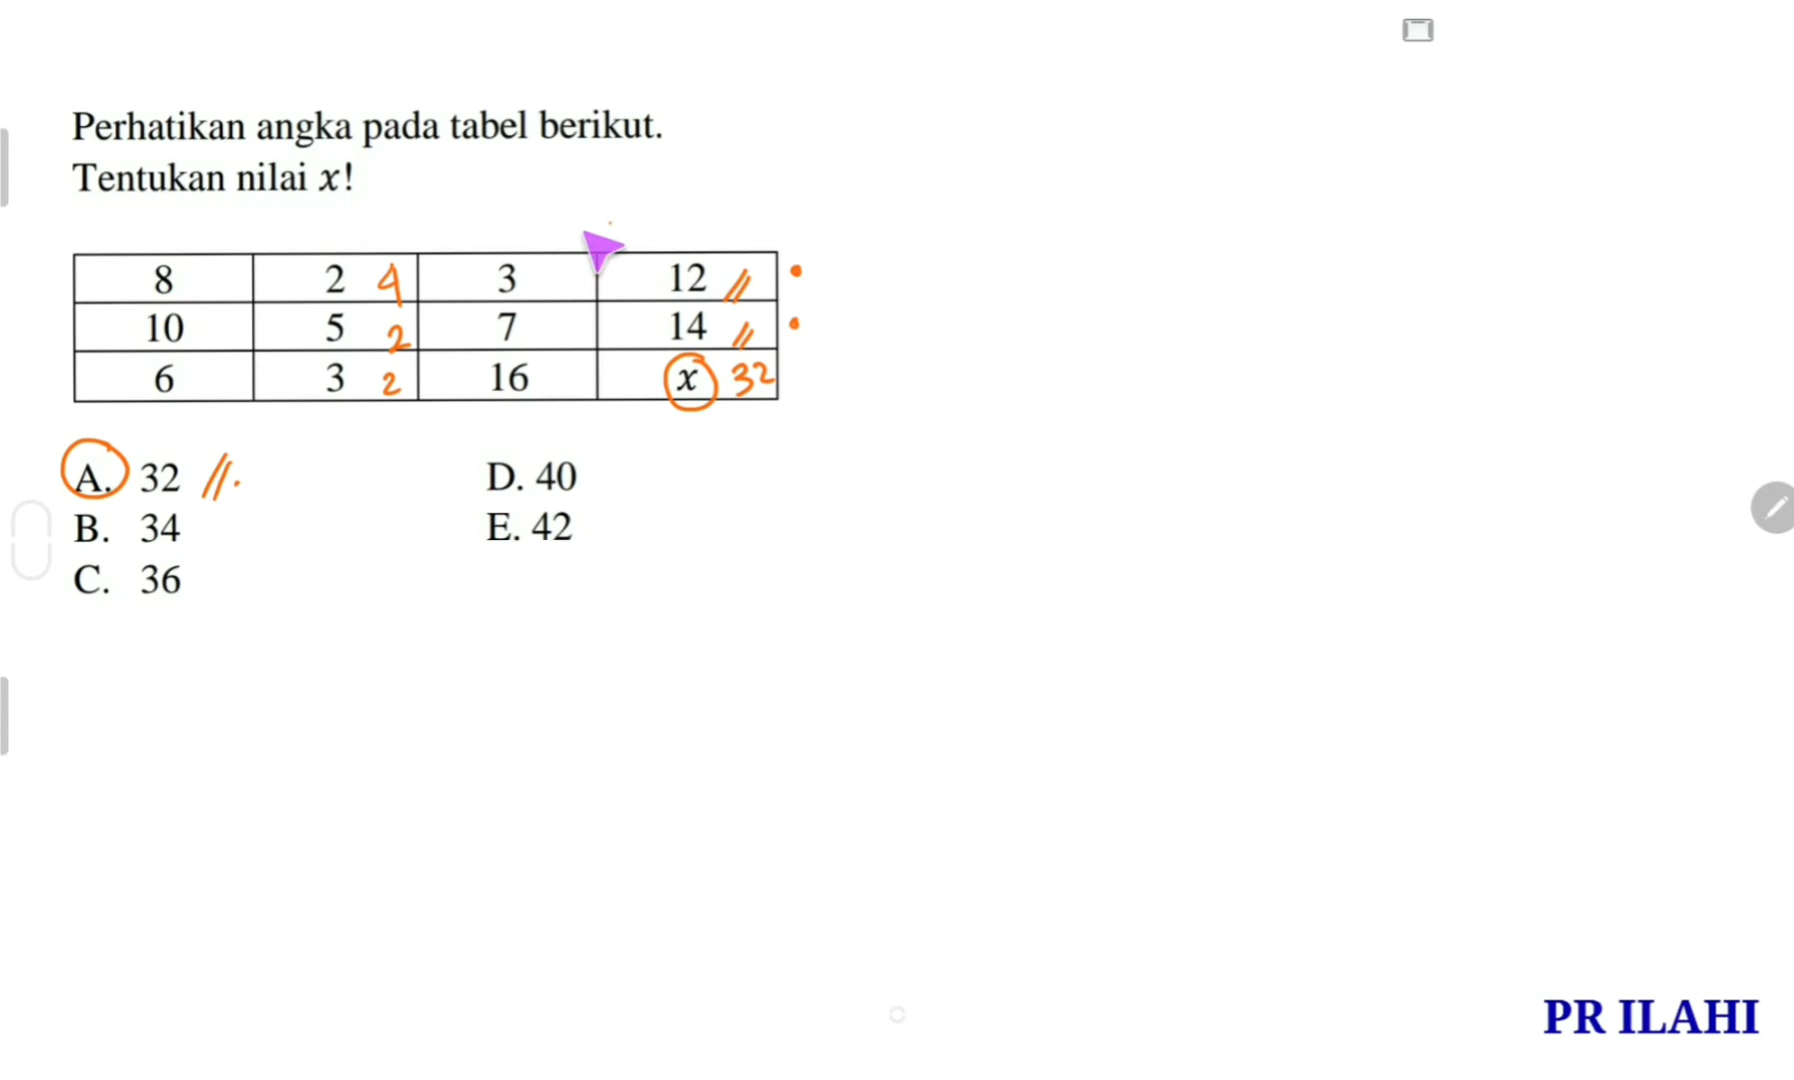 Perhatikan angka pada tabel berikut.
Tentukan nilai x!
8 2 4 3 12 //
10 5 2 7 14 //
6 3 2 16 x 32
A. 32 //. D. 40
B. 34 E. 42
C. 36
PR ILAHI